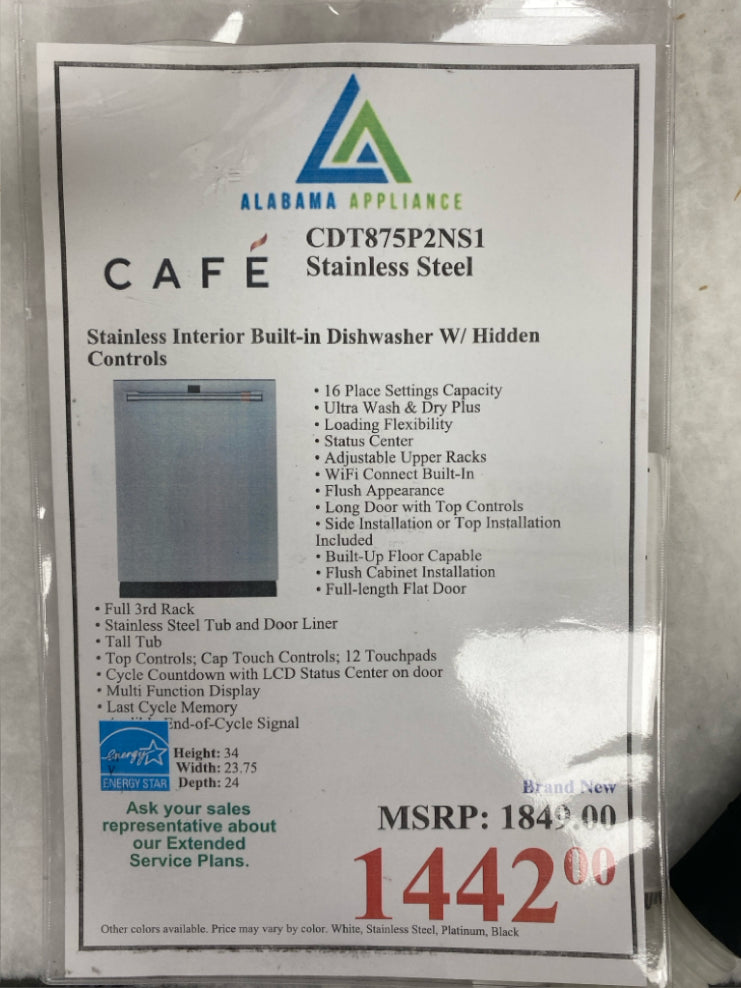 ALABAMA APPLIANCE
CAFÉ
CDT875P2NS1
Stainless Steel
Stainless Interior Built-in Dishwasher W/ Hidden
Controls
• 16 Place Settings Capacity
• Ultra Wash & Dry Plus
• Loading Flexibility
• Status Center
• Adjustable Upper Racks
• WiFi Connect Built-In
• Flush Appearance
• Long Door with Top Controls
• Side Installation or Top Installation
Included
• Built-Up Floor Capable
• Flush Cabinet Installation
• Full-length Flat Door
• Full 3rd Rack
• Stainless Steel Tub and Door Liner
• Tall Tub
• Top Controls; Cap Touch Controls; 12 Touchpads
• Cycle Countdown with LCD Status Center on door
• Multi Function Display
• Last Cycle Memory
End-of-Cycle Signal
energy
ENERGY STAR
Height: 34
Width: 23.75
Depth: 24
Ask your sales
representative about
our Extended
Service Plans.
Brand New
MSRP: 1849.00
1442 00
Other colors available. Price may vary by color. White, Stainless Steel, Platinum, Black